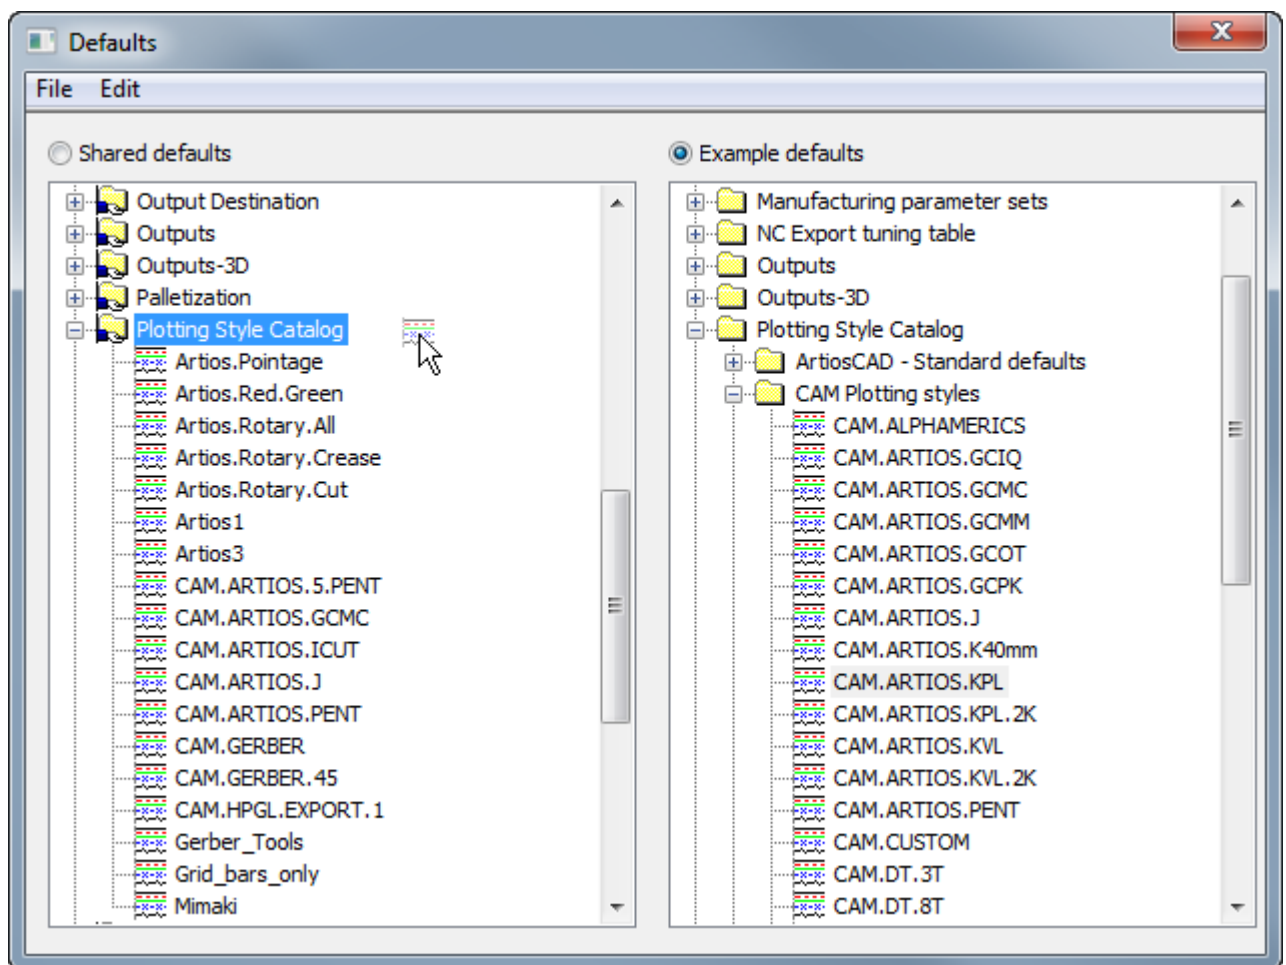 Defaults
File Edit
Shared defaults
Output Destination
Outputs
Outputs-3D
Palletization
Plotting Style Catalog
Artios.Pointage
Artios.Red.Green
Artios.Rotary.All
Artios.Rotary.Crease
Artios.Rotary.Cut
Artios1
Artios3
CAM.ARTIOS.5.PENT
CAM.ARTIOS.GCMC
CAM.ARTIOS.ICUT
CAM.ARTIOS.J
CAM.ARTIOS.PENT
CAM.GERBER
CAM.GERBER.45
CAM.HPGL.EXPORT.1
Gerber_Tools
Grid_bars_only
Mimaki
Example defaults
Manufacturing parameter sets
NC Export tuning table
Outputs
Outputs-3D
Plotting Style Catalog
ArtiosCAD - Standard defaults
CAM Plotting styles
CAM.ALPHAMERICS
CAM.ARTIOS.GCIQ
CAM.ARTIOS.GCMC
CAM.ARTIOS.GCMM
CAM.ARTIOS.GCOT
CAM.ARTIOS.GCPK
CAM.ARTIOS.J
CAM.ARTIOS.K40mm
CAM.ARTIOS.KPL
CAM.ARTIOS.KPL.2K
CAM.ARTIOS.KVL
CAM.ARTIOS.KVL.2K
CAM.ARTIOS.PENT
CAM.CUSTOM
CAM.DT.3T
CAM.DT.8T